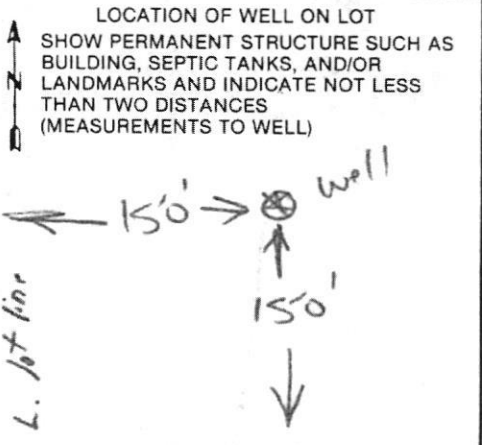 LOCATION OF WELL ON LOT
SHOW PERMANENT STRUCTURE SUCH AS
BUILDING, SEPTIC TANKS, AND/OR
LANDMARKS AND INDICATE NOT LESS
THAN TWO DISTANCES
(MEASUREMENTS TO WELL)
N
well
150'
150'
L. lot line